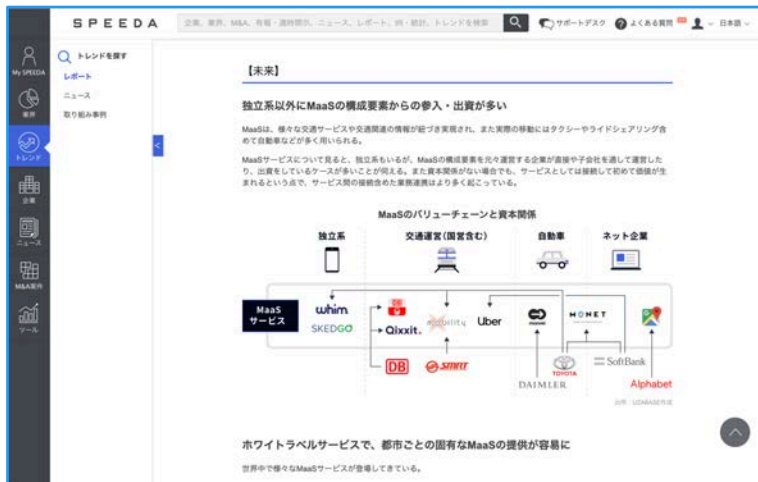 SPEEDA
企業、業界、M&A、有報・適時開示、ニュース、レポート、IR・統計、トレンドを検索
サポートデスク
よくある質問
日本語
My SPEEDA
業界
トレンド
企業
ニュース
M&A案件
ツール
トレンドを探す
レポート
ニュース
取り組み事例
【未来】
独立系以外にMaaSの構成要素からの参入・出資が多い
MaaSは、様々な交通サービスや交通関連の情報が紐づき実現され、また実際の移動にはタクシーやライドシェアリング含
めて自動車などが多く用いられる。
MaaSサービスについて見ると、独立系もいるが、MaaSの構成要素を元々運営する企業が直接や子会社を通して運営した
り、出資をしているケースが多いことが伺える。また資本関係がない場合でも、サービスとしては接続して初めて価値が生
まれるという点で、サービス間の接続含めた業務連携はより多く起こっている。
MaaSのバリューチェーンと資本関係
独立系
交通運営(国営含む)
自動車
ネット企業
MaaS
サービス
whim
SKEDGO
DB
Qixxit.
mobility
Uber
MONET
DB
SMRT
DAIMLER
TOYOTA
SoftBank
Alphabet
出所：UZABASE作成
ホワイトラベルサービスで、都市ごとの固有なMaaSの提供が容易に
世界中で様々なMaaSサービスが登場してきている。